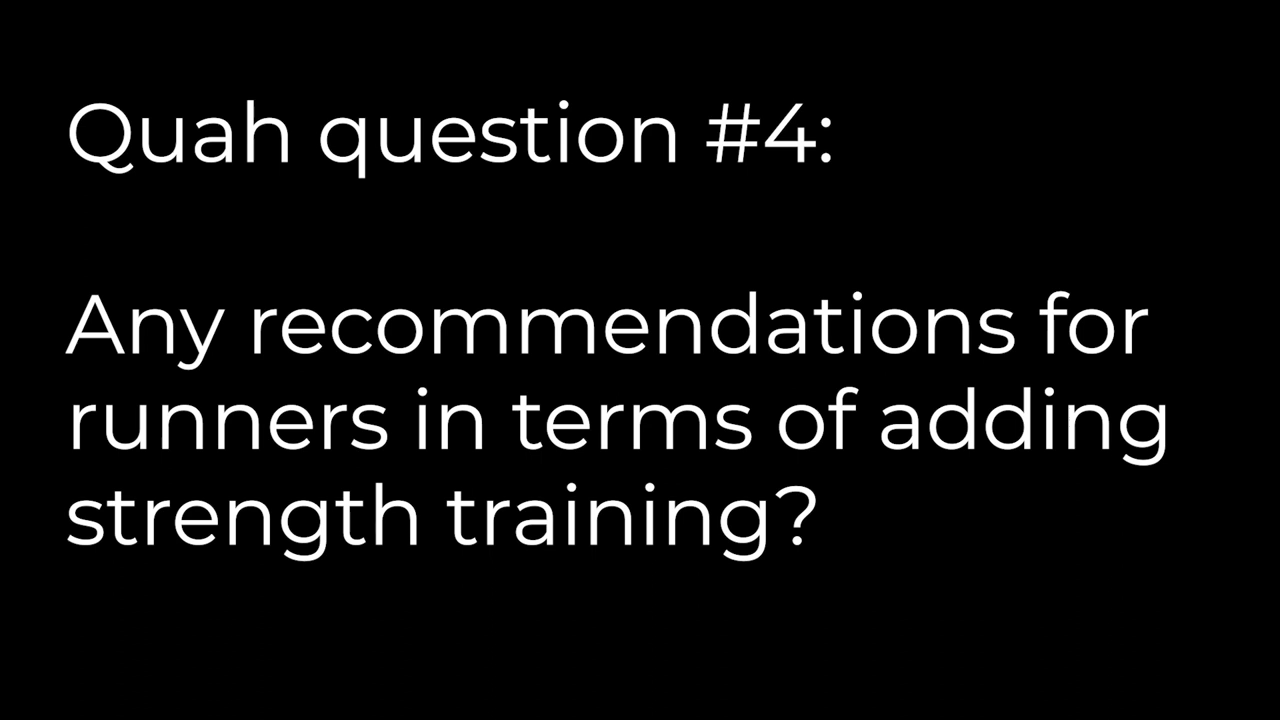 Quah question #4:
Any recommendations for
runners in terms of adding
strength training?